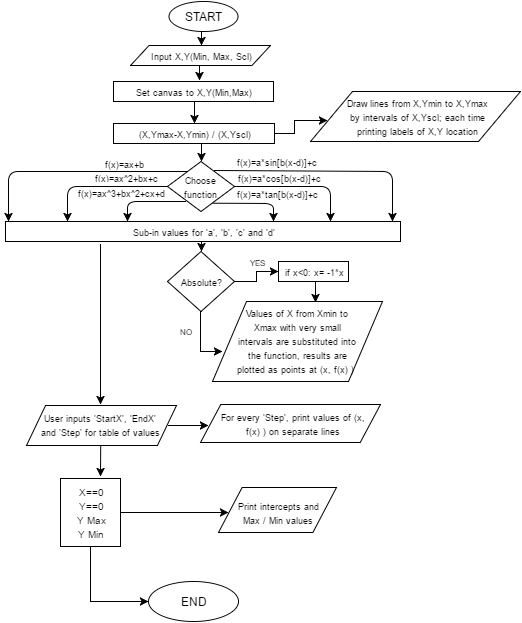 START
Input X,Y(Min, Max, Scl)
Set canvas to X,Y(Min,Max)
(X,Ymax-X,Ymin) / (X,Yscl)
Draw lines from X,Ymin to X,Ymax
by intervals of X,Yscl; each time
printing labels of X,Y location
f(x)=ax+b
f(x)=ax^2+bx+c
f(x)=ax^3+bx^2+cx+d
Choose
function
f(x)=a*sin[b(x-d)]+c
f(x)=a*cos[b(x-d)]+c
f(x)=a*tan[b(x-d)]+c
Sub-in values for 'a', 'b', 'c' and 'd'
Absolute?
YES
if x<0: x= -1*x
NO
Values of X from Xmin to
Xmax with very small
intervals are substituted into
the function, results are
plotted as points at (x, f(x) )
User inputs 'StartX', 'EndX'
and 'Step' for table of values
For every 'Step', print values of (x,
f(x) ) on separate lines
X==0
Y==0
Y Max
Y Min
Print intercepts and
Max / Min values
END